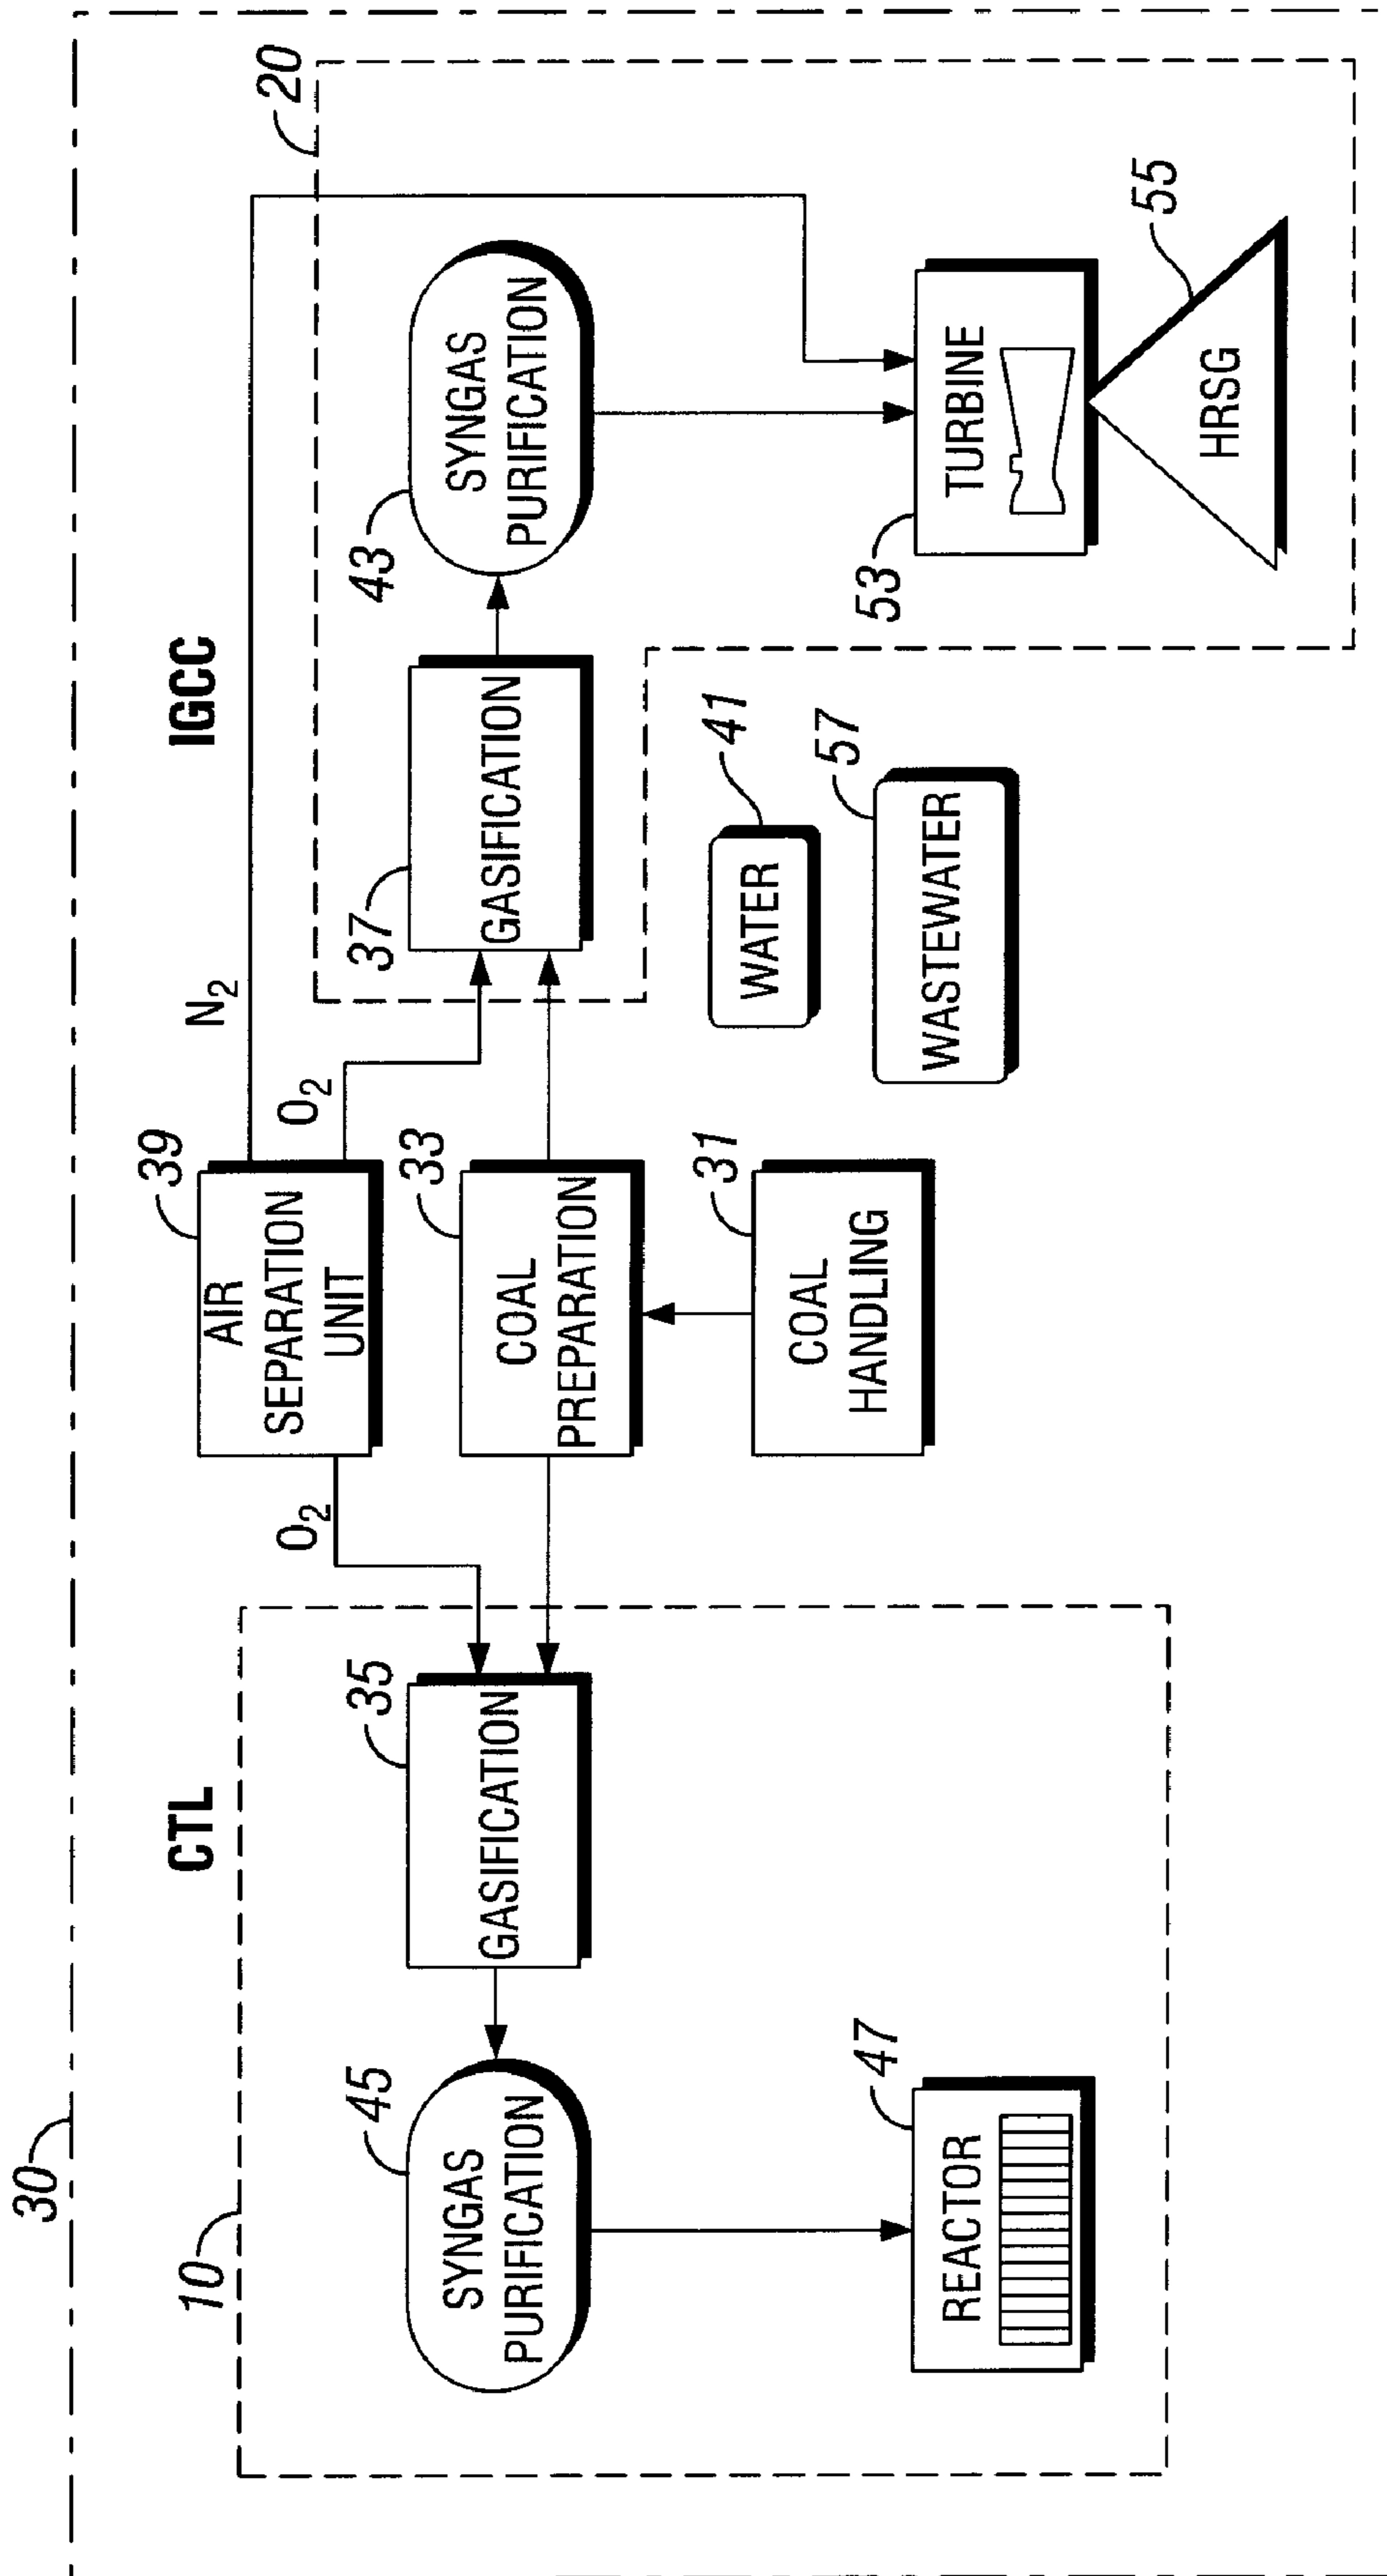 30
CTL
IGCC
10
20
39
AIR
SEPARATION
UNIT
N2
O2
O2
45
SYNGAS
PURIFICATION
35
GASIFICATION
33
COAL
PREPARATION
37
GASIFICATION
43
SYNGAS
PURIFICATION
31
COAL
HANDLING
41
WATER
57
WASTEWATER
47
REACTOR
53
TURBINE
55
HRSG